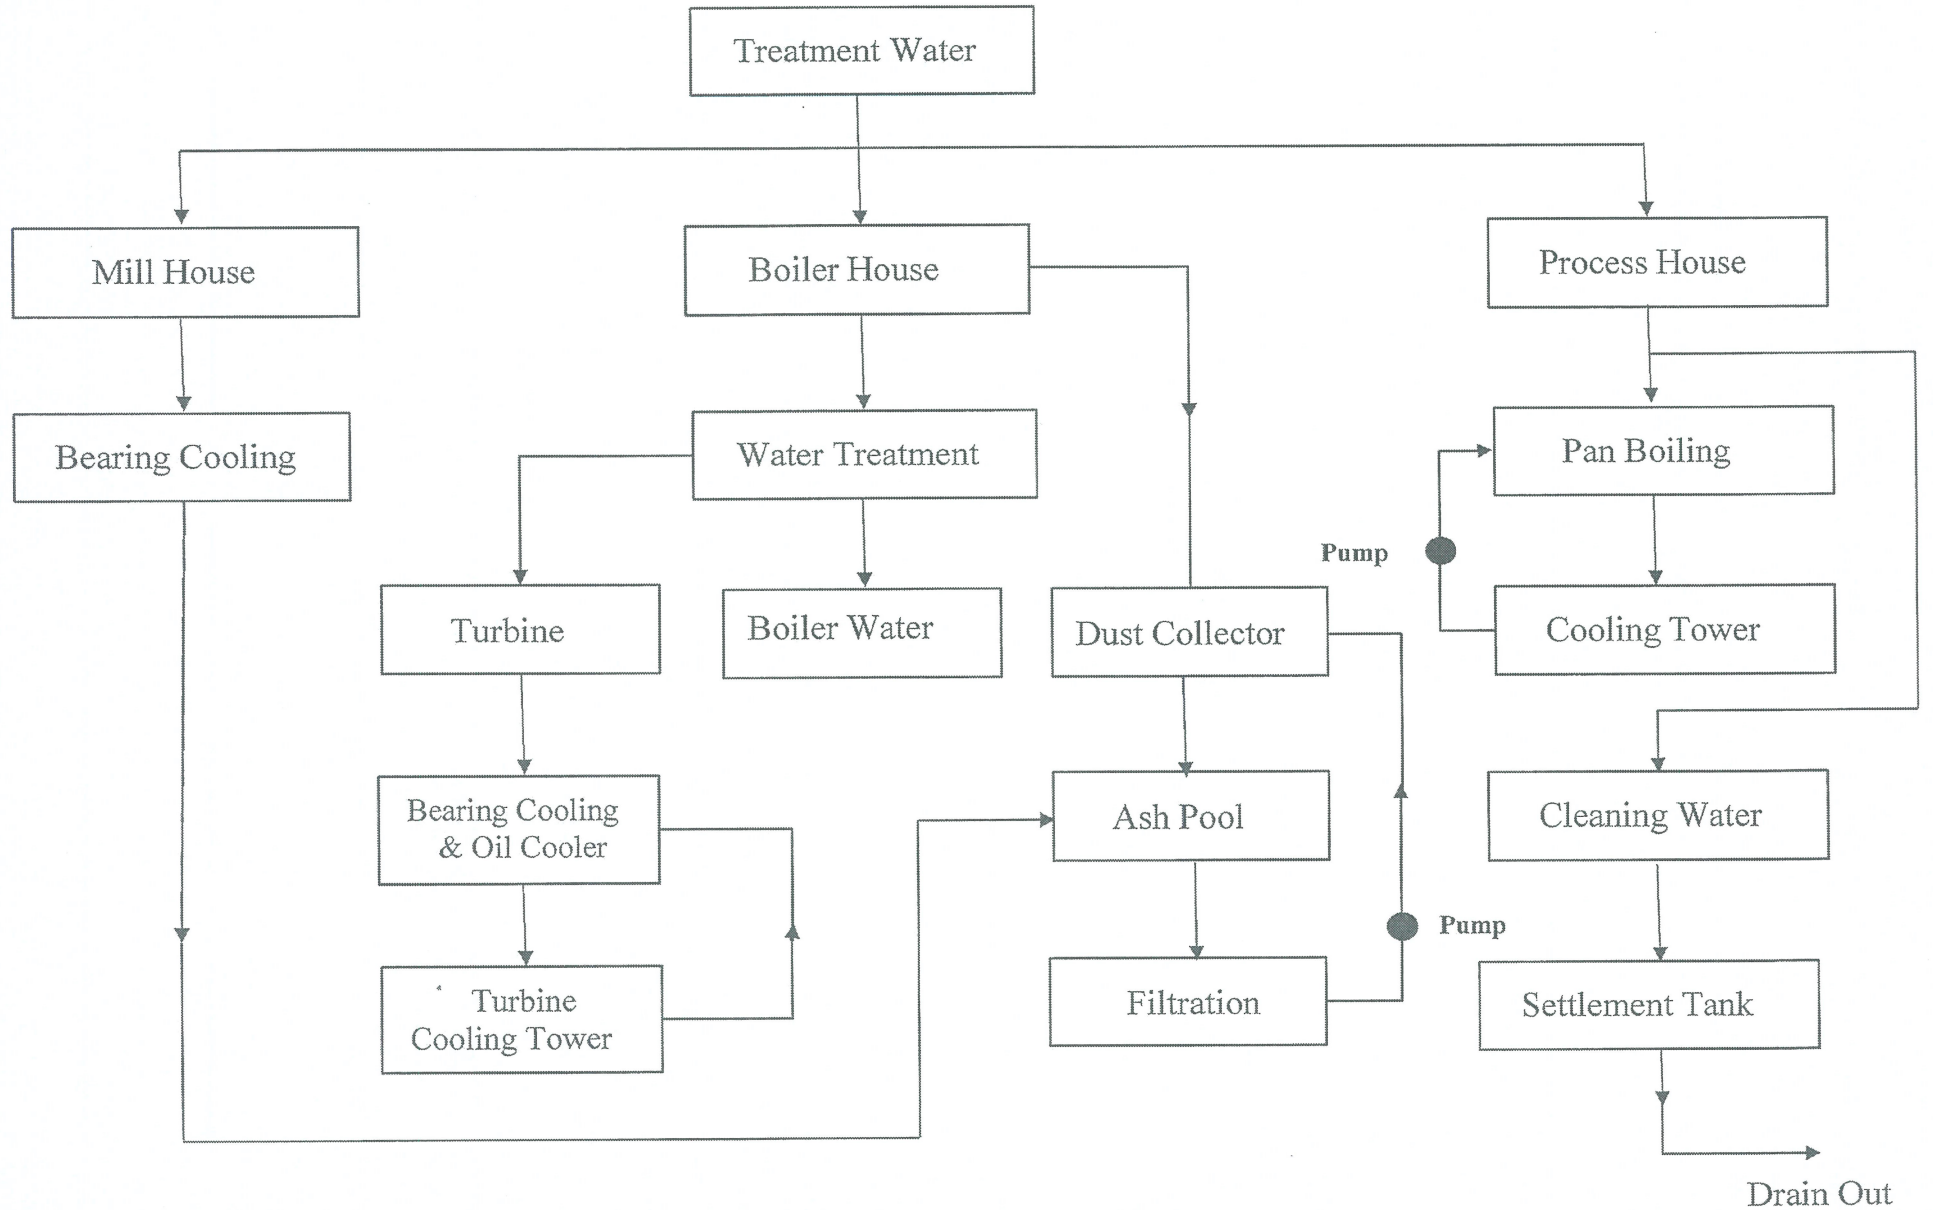 Treatment Water
Mill House
Boiler House
Process House
Bearing Cooling
Water Treatment
Pan Boiling
Pump
Turbine
Boiler Water
Dust Collector
Cooling Tower
Bearing Cooling
& Oil Cooler
Ash Pool
Cleaning Water
Pump
Turbine
Cooling Tower
Filtration
Settlement Tank
Drain Out